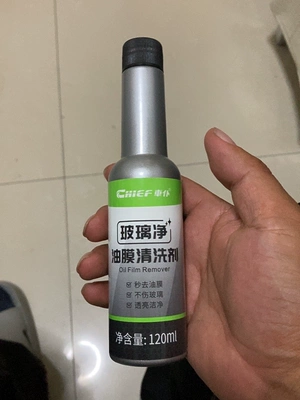 CHIEF 車仆
玻璃净
油膜清洗剂
Oil Film Remover
秒去油膜
不伤玻璃
透亮洁净
净含量:120ml